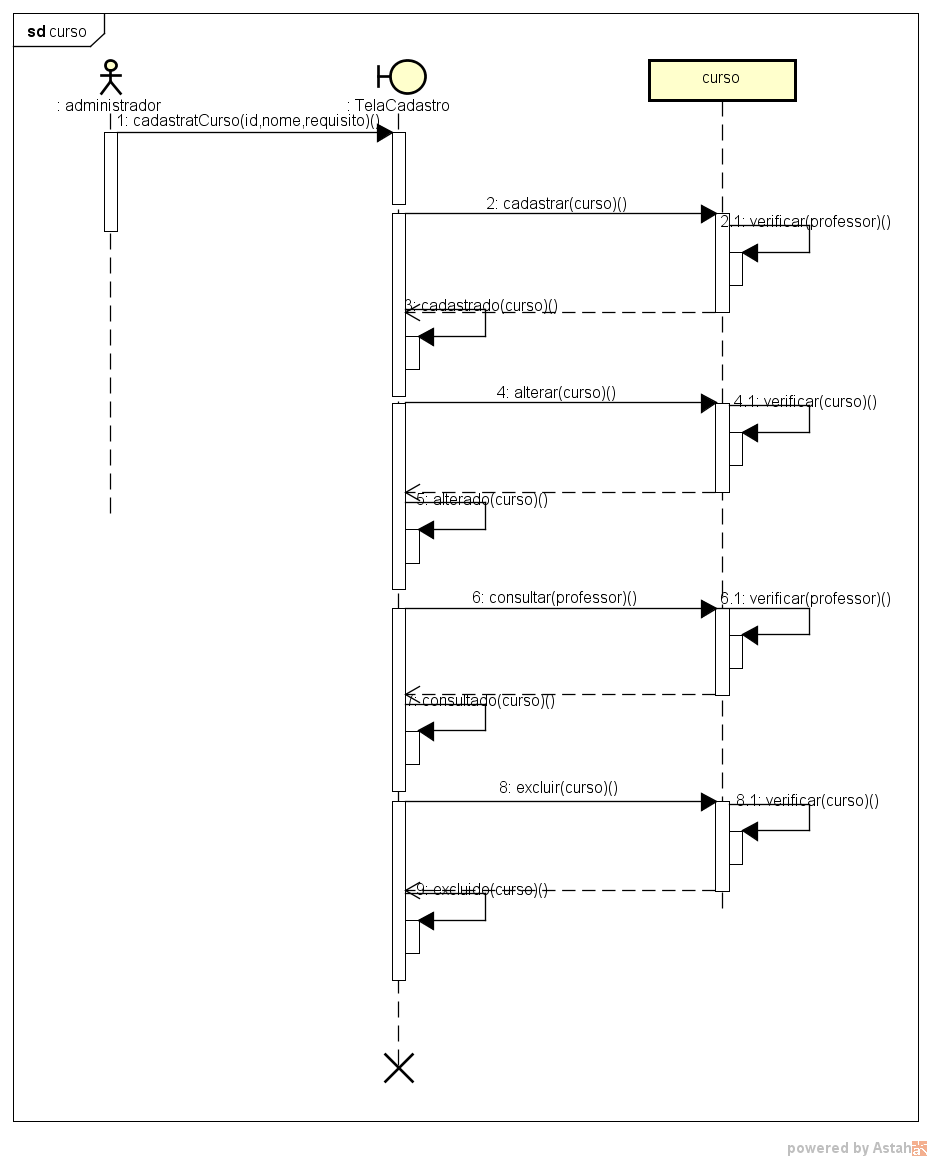 sd curso
: administrador
: TelaCadastro
curso
1: cadastratCurso(id,nome,requisito)()
2: cadastrar(curso)()
2.1: verificar(professor)()
3: cadastrado(curso)()
4: alterar(curso)()
4.1: verificar(curso)()
5: alterado(curso)()
6: consultar(professor)()
6.1: verificar(professor)()
7: consultado(curso)()
8: excluir(curso)()
8.1: verificar(curso)()
9: excluido(curso)()
powered by Astah